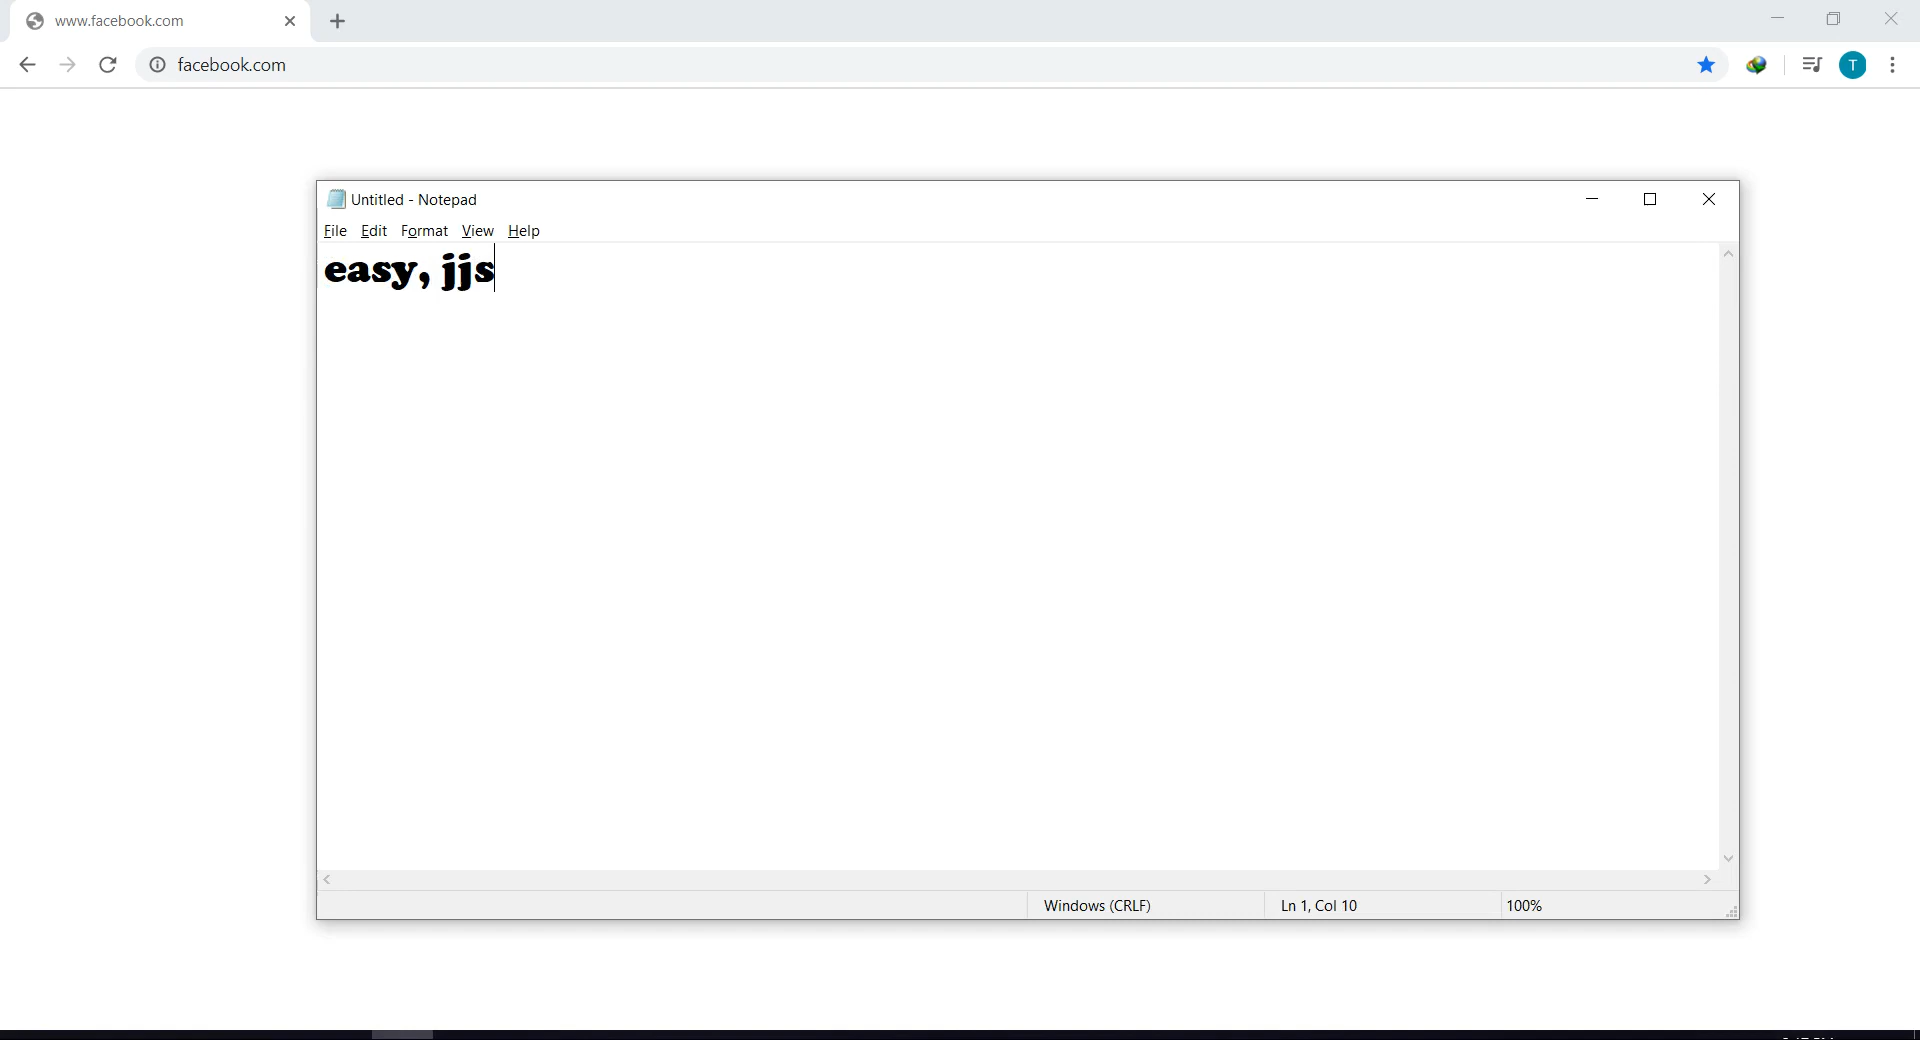 www.facebook.com
facebook.com
T
Untitled - Notepad
File Edit Format View Help
easy, jjs
Windows (CRLF) Ln 1, Col 10 100%